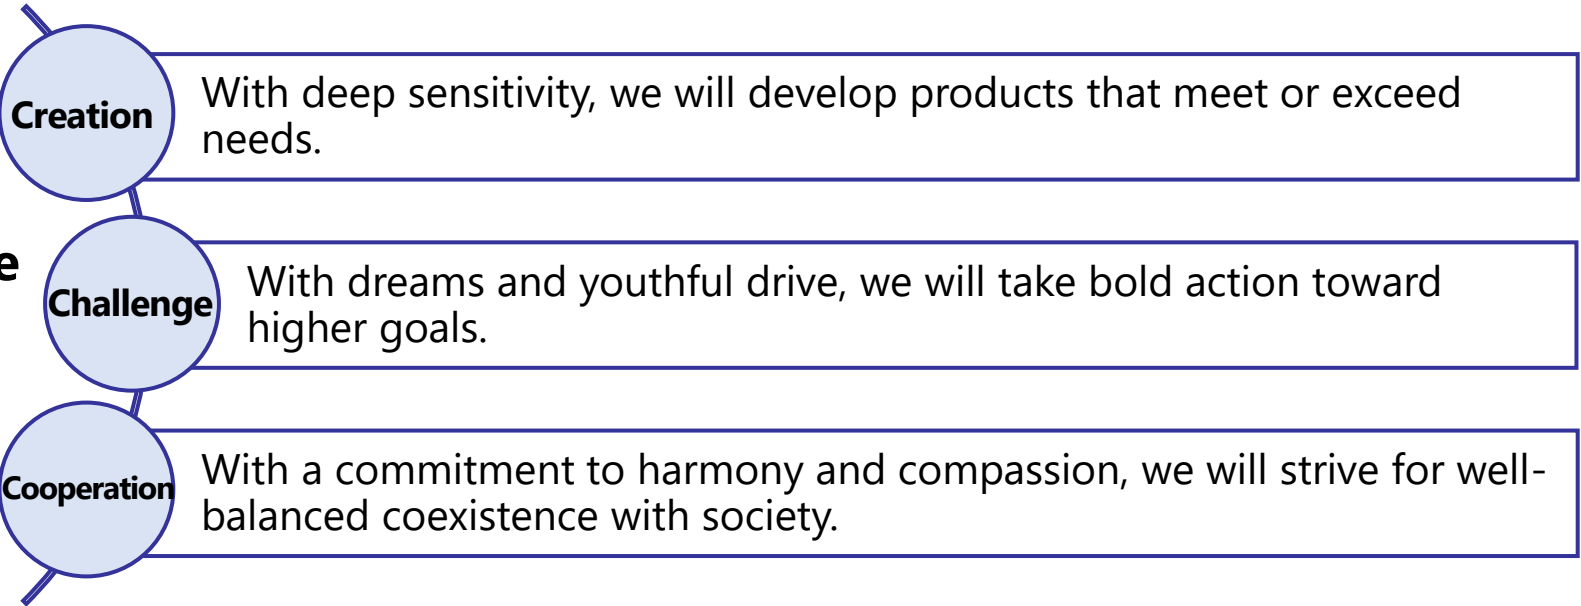 Creation
With deep sensitivity, we will develop products that meet or exceed
needs.
e
Challenge
With dreams and youthful drive, we will take bold action toward
higher goals.
Cooperation
With a commitment to harmony and compassion, we will strive for well-
balanced coexistence with society.